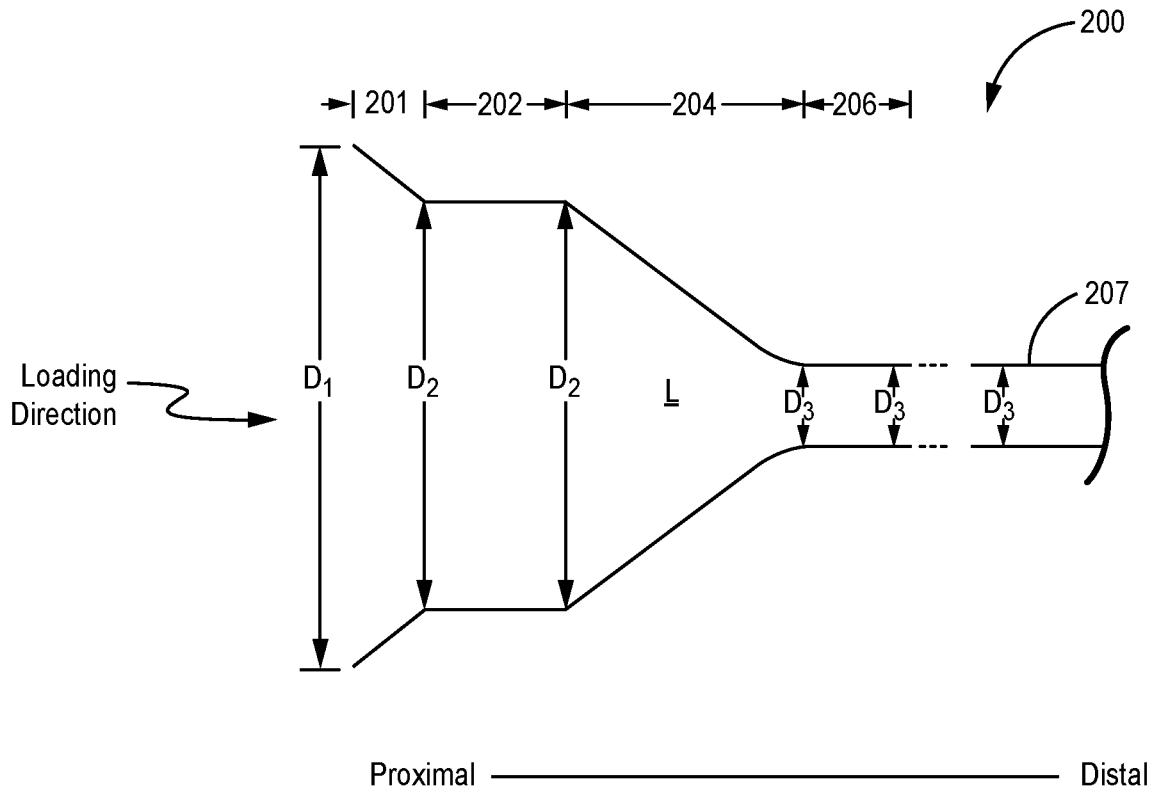 200
201
202
204
206
207
Loading
Direction
D1
D2
D2
L
D3
D3
D3
Proximal
Distal